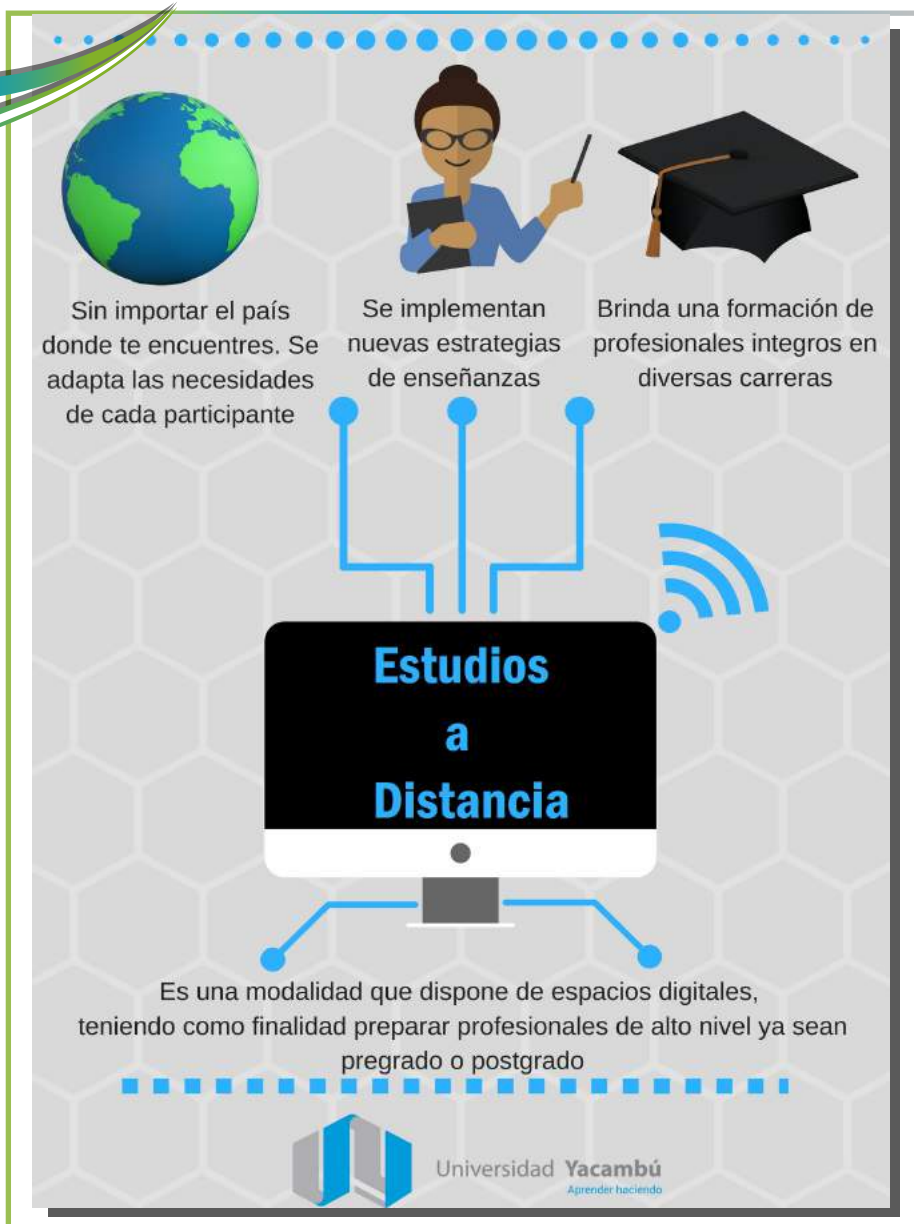 Sin importar el país
donde te encuentres. Se
adapta las necesidades
de cada participante
Se implementan
nuevas estrategias
de enseñanzas
Brinda una formación de
profesionales integros en
diversas carreras
Estudios
a
Distancia
Es una modalidad que dispone de espacios digitales,
teniendo como finalidad preparar profesionales de alto nivel ya sean
pregrado o postgrado
Universidad Yacambú
Aprender haciendo